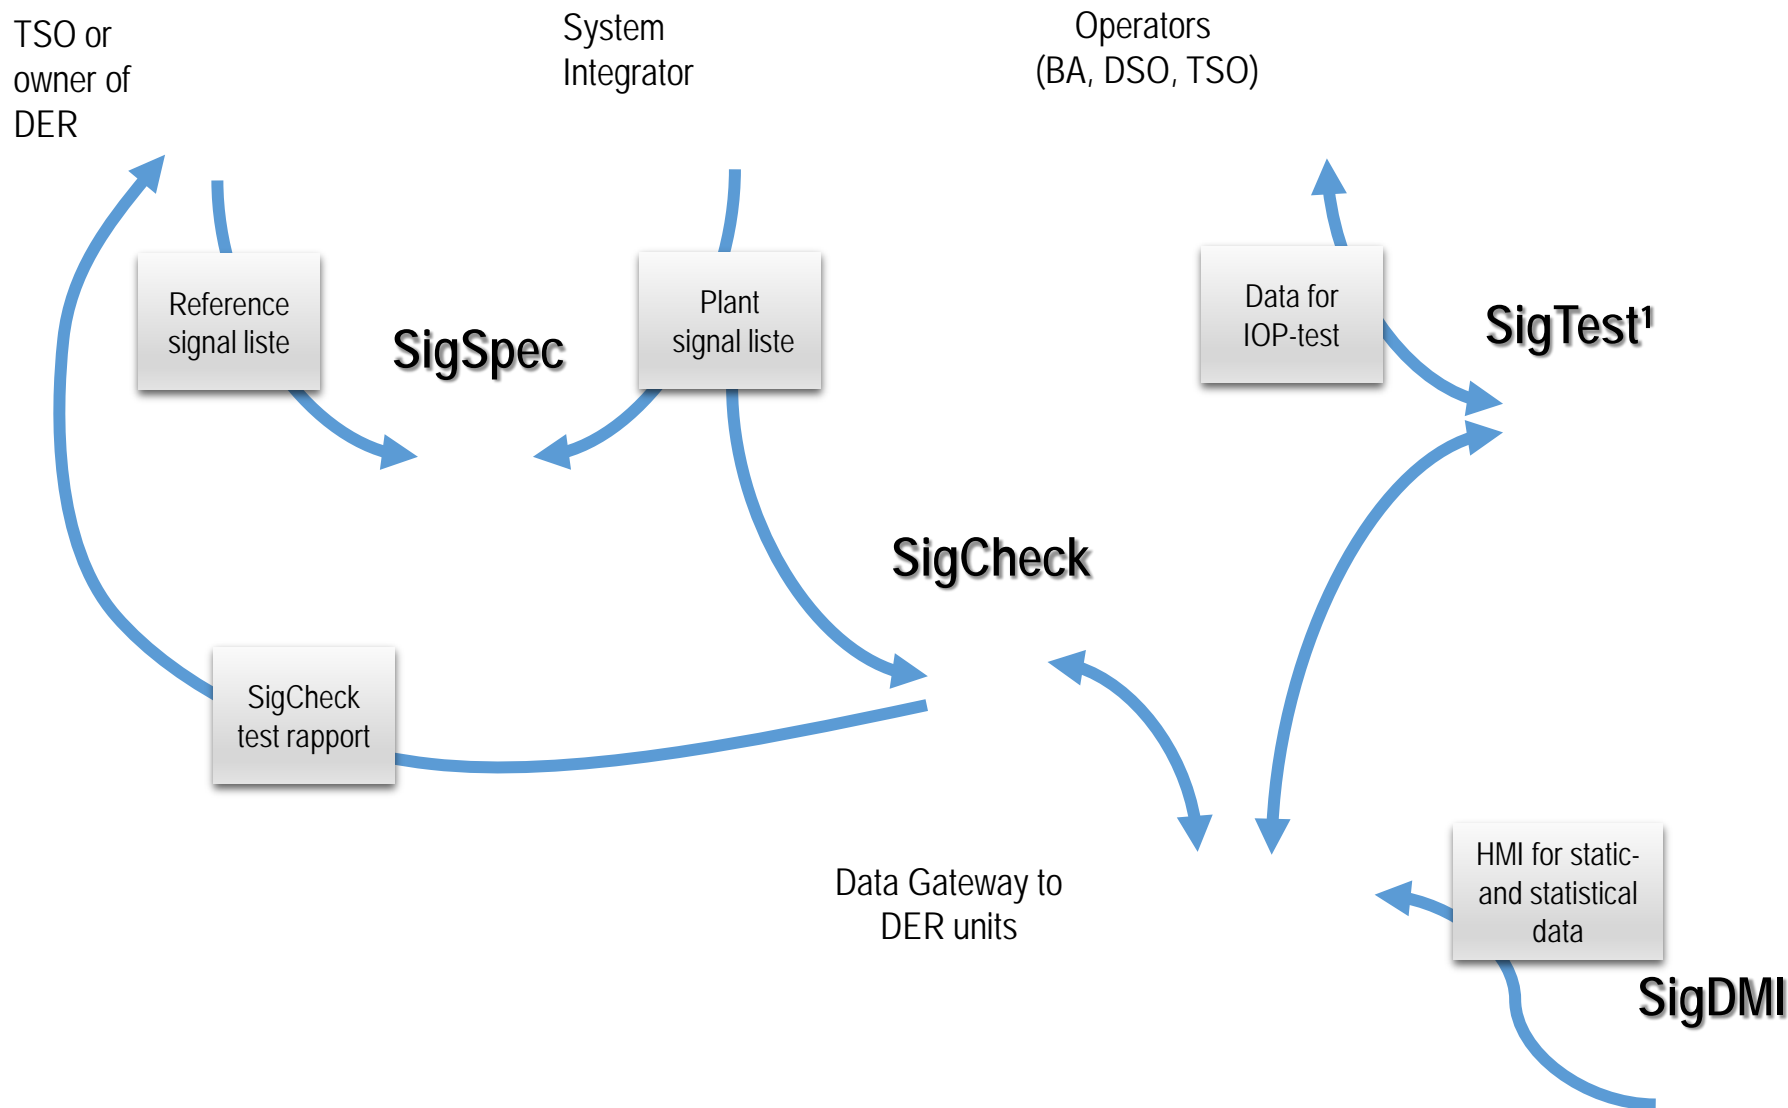 TSO or
owner of
DER
System
Integrator
Operators
(BA, DSO, TSO)
Reference
signal liste
SigSpec
Plant
signal liste
Data for
IOP-test
SigTest¹
SigCheck
SigCheck
test rapport
Data Gateway to
DER units
HMI for static-
and statistical
data
SigDMI